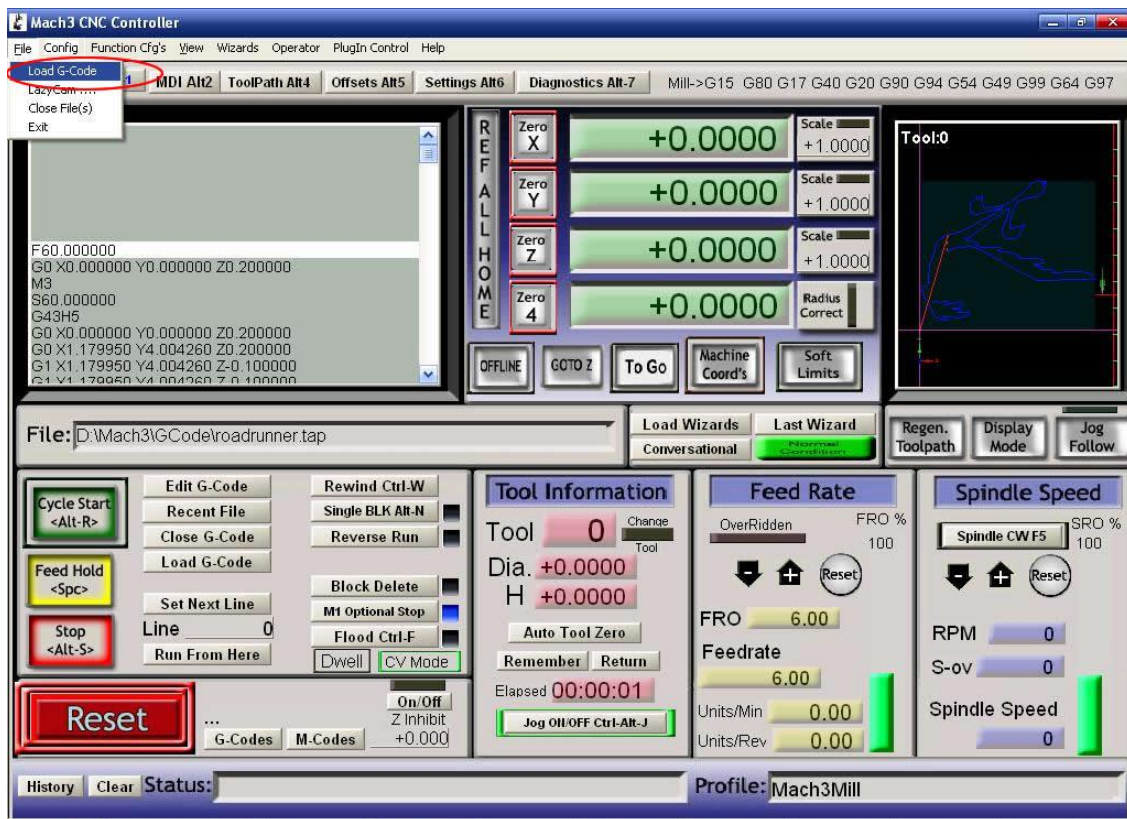 Mach3 CNC Controller
File Config Function Cfg's View Wizards Operator PlugIn Control Help
Load G-Code
LazyCam ....
Close File(s)
Exit
1 MDI Alt2 ToolPath Alt4 Offsets Alt5 Settings Alt6 Diagnostics Alt-7 Mill->G15 G80 G17 G40 G20 G90 G94 G54 G49 G99 G64 G97
F60.000000
G0 X0.000000 Y0.000000 Z0.200000
M3
S60.000000
G43H5
G0 X0.000000 Y0.000000 Z0.200000
G0 X1.179950 Y4.004260 Z0.200000
G1 X1.179950 Y4.004260 Z-0.100000
G1 X1.179950 Y4.004260 Z-0.100000
REF ALL HOME
Zero X +0.0000 Scale +1.0000
Zero Y +0.0000 Scale +1.0000
Zero Z +0.0000 Scale +1.0000
Zero 4 +0.0000 Radius Correct
OFFLINE GOTO Z To Go Machine Coord's Soft Limits
Tool:0
File: D:\Mach3\GCode\roadrunner.tap
Load Wizards Last Wizard
Conversational Normal Condition
Regen. Toolpath Display Mode Jog Follow
Cycle Start <Alt-R>
Feed Hold <Spc>
Stop <Alt-S>
Edit G-Code
Recent File
Close G-Code
Load G-Code
Set Next Line
Line 0
Run From Here
Rewind Ctrl-W
Single BLK Alt-N
Reverse Run
Block Delete
M1 Optional Stop
Flood Ctrl-F
Dwell CV Mode
Reset
...
G-Codes M-Codes
On/Off
Z Inhibit
+0.000
Tool Information
Tool 0 Change Tool
Dia. +0.0000
H +0.0000
Auto Tool Zero
Remember Return
Elapsed 00:00:01
Jog ON/OFF Ctrl-Alt-J
Feed Rate
OverRidden FRO % 100
Reset
FRO 6.00
Feedrate
6.00
Units/Min 0.00
Units/Rev 0.00
Spindle Speed
Spindle CW F5 SRO % 100
Reset
RPM 0
S-ov 0
Spindle Speed
0
History Clear Status: Profile: Mach3Mill